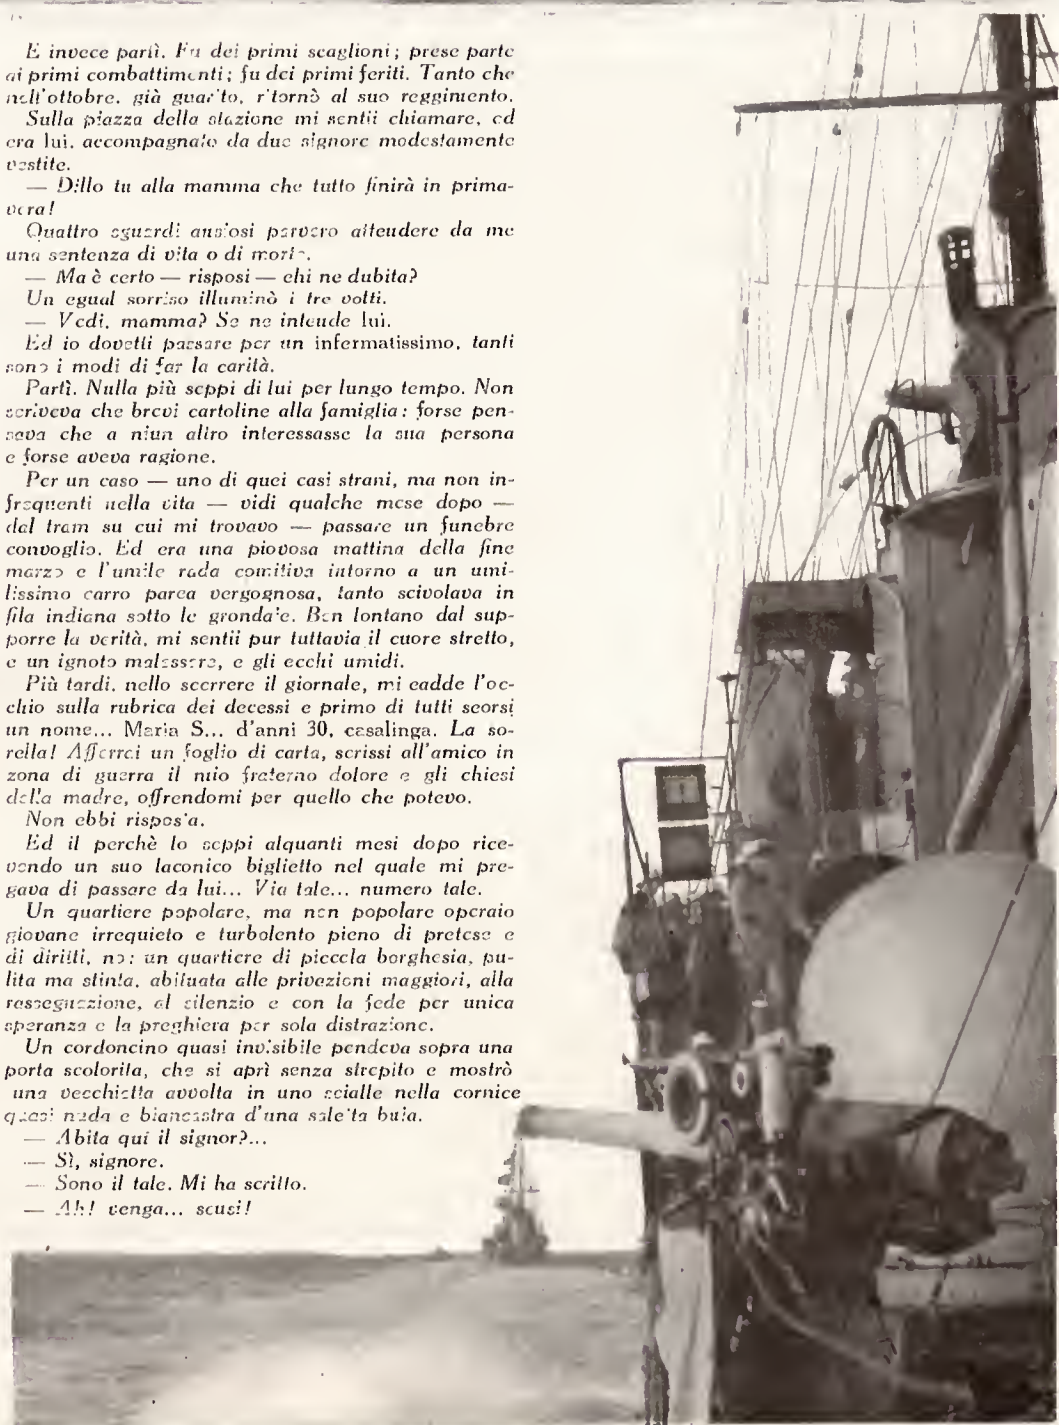 E invece partì. Fu dei primi scaglioni; prese parte
ai primi combattimenti; fu dei primi feriti. Tanto che
nell'ottobre, già guarito, ritornò al suo reggimento.
Sulla piazza della stazione mi sentii chiamare, ed
era lui, accompagnato da due signore modestamente
vestite.
— Dillo tu alla mamma che tutto finirà in prima-
vera!
Quattro sguardi ansiosi parvero attendere da me
una sentenza di vita o di morte.
— Ma è certo — risposi — chi ne dubita?
Un egual sorriso illuminò i tre volti.
— Vedi, mamma? Se ne intende lui.
Ed io dovetti passare per un infermatissimo, tanti
sono i modi di far la carità.
Partì. Nulla più seppi di lui per lungo tempo. Non
scriveva che brevi cartoline alla famiglia: forse pen-
sava che a niun altro interessasse la sua persona
e forse aveva ragione.
Per un caso — uno di quei casi strani, ma non in-
frequenti nella vita — vidi qualche mese dopo —
dal tram su cui mi trovavo — passare un funebre
convoglio. Ed era una piovosa mattina della fine
marzo e l'umile rada comitiva intorno a un umi-
lissimo carro parea vergognosa, tanto scivolava in
fila indiana sotto le grondaie. Ben lontano dal sup-
porre la verità, mi sentii pur tuttavia il cuore stretto,
e un ignoto malessere, e gli occhi umidi.
Più tardi, nello scorrere il giornale, mi cadde l'oc-
chio sulla rubrica dei decessi e primo di tutti scorsi
un nome... Maria S... d'anni 30, casalinga. La so-
rella! Afferrai un foglio di carta, scrissi all'amico in
zona di guerra il mio fraterno dolore e gli chiesi
della madre, offrendomi per quello che potevo.
Non ebbi risposta.
Ed il perchè lo seppi alquanti mesi dopo rice-
vendo un suo laconico biglietto nel quale mi pre-
gava di passare da lui... Via tale... numero tale.
Un quartiere popolare, ma non popolare operaio
giovane irrequieto e turbolento pieno di pretese e
di diritti, no: un quartiere di piccola borghesia, pu-
lita ma stinta, abituata alle privazioni maggiori, alla
rassegnazione, al silenzio e con la fede per unica
speranza e la preghiera per sola distrazione.
Un cordoncino quasi invisibile pendeva sopra una
porta scolorita, che si aprì senza strepito e mostrò
una vecchietta avvolta in uno scialle nella cornice
quasi nuda e biancastra d'una saletta buia.
— Abita qui il signor?...
— Sì, signore.
— Sono il tale. Mi ha scritto.
— Ah! venga... scusi!